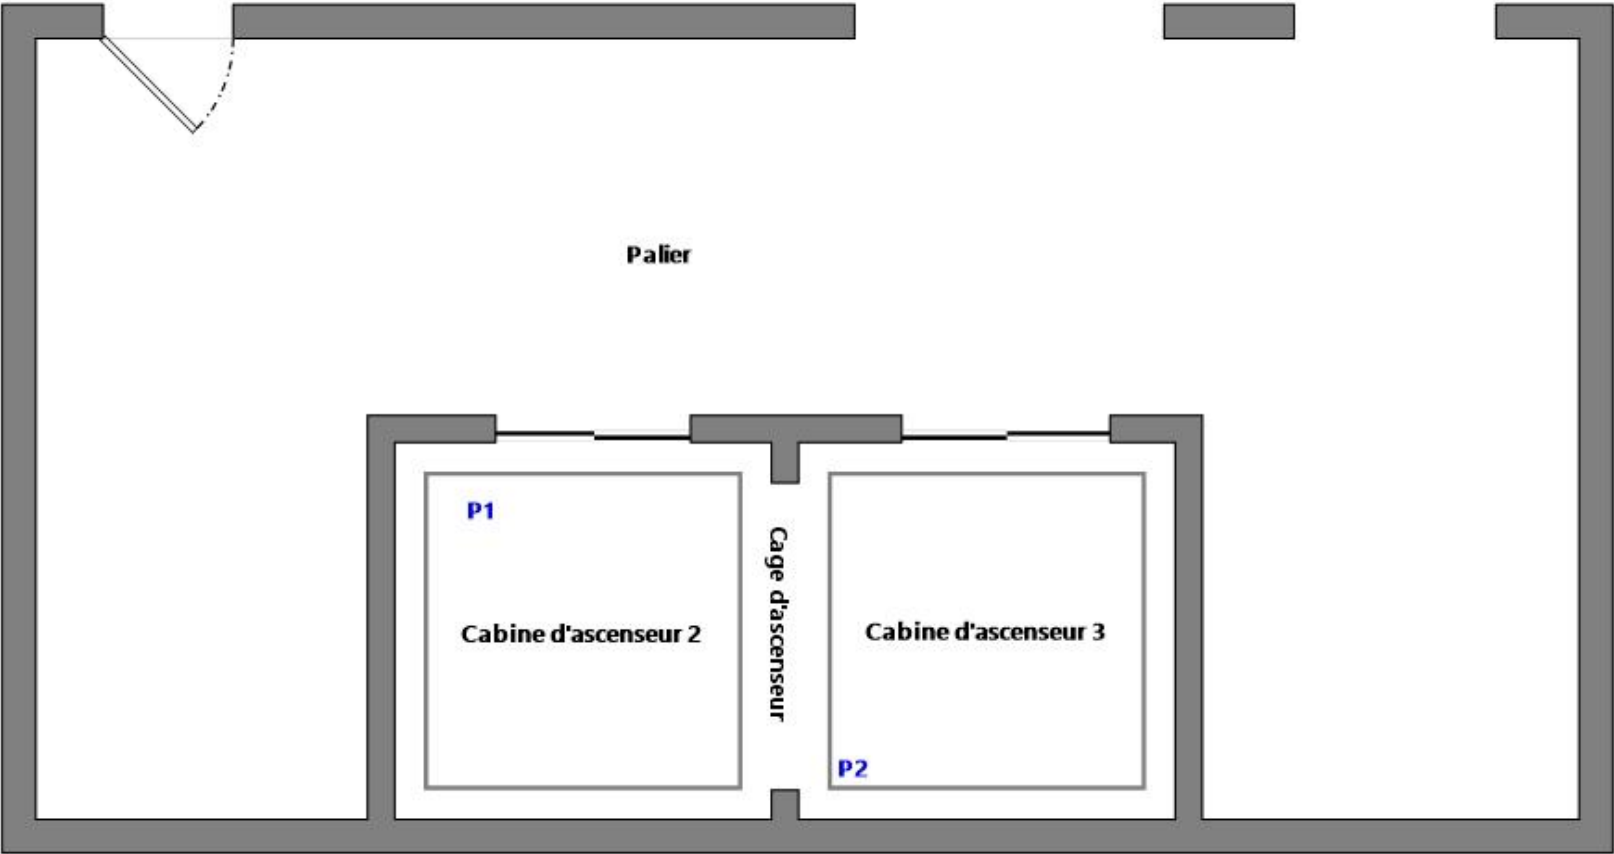 Palier
P1
Cage d'ascenseur
Cabine d'ascenseur 2
Cabine d'ascenseur 3
P2